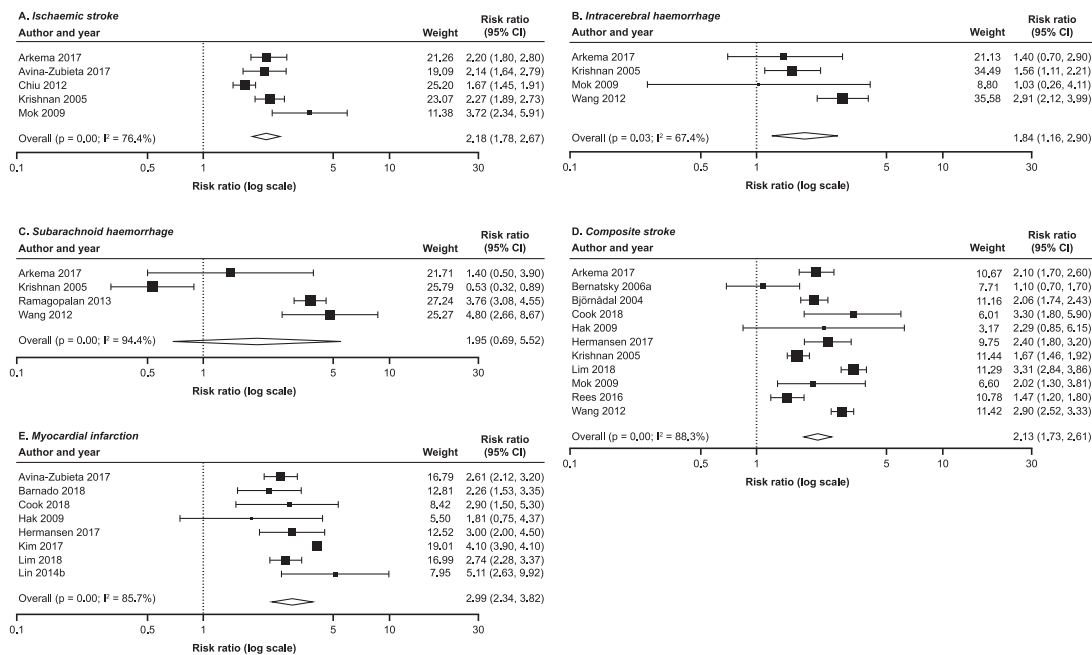 A. Ischaemic stroke
Author and year Weight Risk ratio (95% CI)
Arkema 2017 21.26 2.20 (1.80, 2.80)
Avina-Zubieta 2017 19.09 2.14 (1.64, 2.79)
Chiu 2012 25.20 1.67 (1.45, 1.91)
Krishnan 2005 23.07 2.27 (1.89, 2.73)
Mok 2009 11.38 3.72 (2.34, 5.91)
Overall (p = 0.00; I² = 76.4%) 2.18 (1.78, 2.67)
0.1 0.5 1 5 10 30
Risk ratio (log scale)
B. Intracerebral haemorrhage
Author and year Weight Risk ratio (95% CI)
Arkema 2017 21.13 1.40 (0.70, 2.90)
Krishnan 2005 34.49 1.56 (1.11, 2.21)
Mok 2009 8.80 1.03 (0.26, 4.11)
Wang 2012 35.58 2.91 (2.12, 3.99)
Overall (p = 0.03; I² = 67.4%) 1.84 (1.16, 2.90)
0.1 0.5 1 5 10 30
Risk ratio (log scale)
C. Subarachnoid haemorrhage
Author and year Weight Risk ratio (95% CI)
Arkema 2017 21.71 1.40 (0.50, 3.90)
Krishnan 2005 25.79 0.53 (0.32, 0.89)
Ramagopalan 2013 27.24 3.76 (3.08, 4.55)
Wang 2012 25.27 4.80 (2.66, 8.67)
Overall (p = 0.00; I² = 94.4%) 1.95 (0.69, 5.52)
0.1 0.5 1 5 10 30
Risk ratio (log scale)
D. Composite stroke
Author and year Weight Risk ratio (95% CI)
Arkema 2017 10.67 2.10 (1.70, 2.60)
Bernatsky 2006a 7.71 1.10 (0.70, 1.70)
Björnådal 2004 11.16 2.06 (1.74, 2.43)
Cook 2018 6.01 3.30 (1.80, 5.90)
Hak 2009 3.17 2.29 (0.85, 6.15)
Hermansen 2017 9.75 2.40 (1.80, 3.20)
Krishnan 2005 11.44 1.67 (1.46, 1.92)
Lim 2018 11.29 3.31 (2.84, 3.86)
Mok 2009 6.60 2.02 (1.30, 3.81)
Rees 2016 10.78 1.47 (1.20, 1.80)
Wang 2012 11.42 2.90 (2.52, 3.33)
Overall (p = 0.00; I² = 88.3%) 2.13 (1.73, 2.61)
0.1 0.5 1 5 10 30
Risk ratio (log scale)
E. Myocardial infarction
Author and year Weight Risk ratio (95% CI)
Avina-Zubieta 2017 16.79 2.61 (2.12, 3.20)
Barnado 2018 12.81 2.26 (1.53, 3.35)
Cook 2018 8.42 2.90 (1.50, 5.30)
Hak 2009 5.50 1.81 (0.75, 4.37)
Hermansen 2017 12.52 3.00 (2.00, 4.50)
Kim 2017 19.01 4.10 (3.90, 4.10)
Lim 2018 16.99 2.74 (2.28, 3.37)
Lin 2014b 7.95 5.11 (2.63, 9.92)
Overall (p = 0.00; I² = 85.7%) 2.99 (2.34, 3.82)
0.1 0.5 1 5 10 30
Risk ratio (log scale)